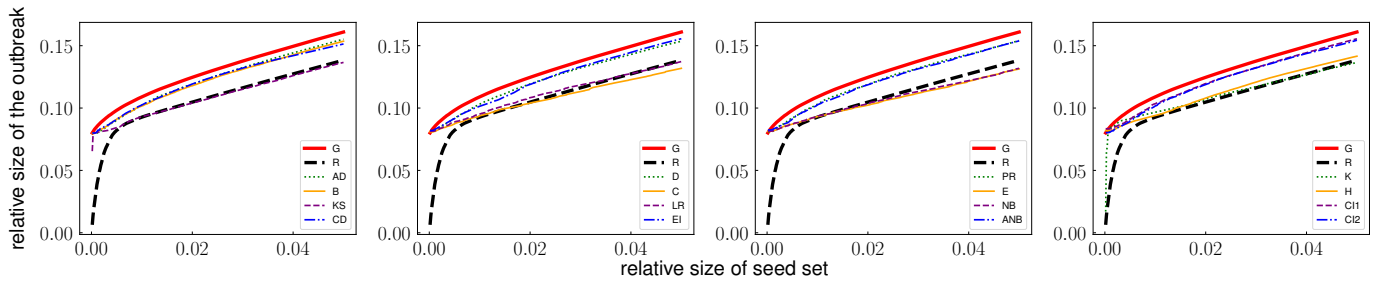 relative size of the outbreak
0.15
0.10
0.05
0.00
0.00
0.02
0.04
G
R
AD
B
KS
CD
0.15
0.10
0.05
0.00
0.00
0.02
0.04
G
R
D
C
LR
EI
0.15
0.10
0.05
0.00
0.00
0.02
0.04
G
R
PR
E
NB
ANB
0.15
0.10
0.05
0.00
0.00
0.02
0.04
G
R
K
H
CI1
CI2
relative size of seed set